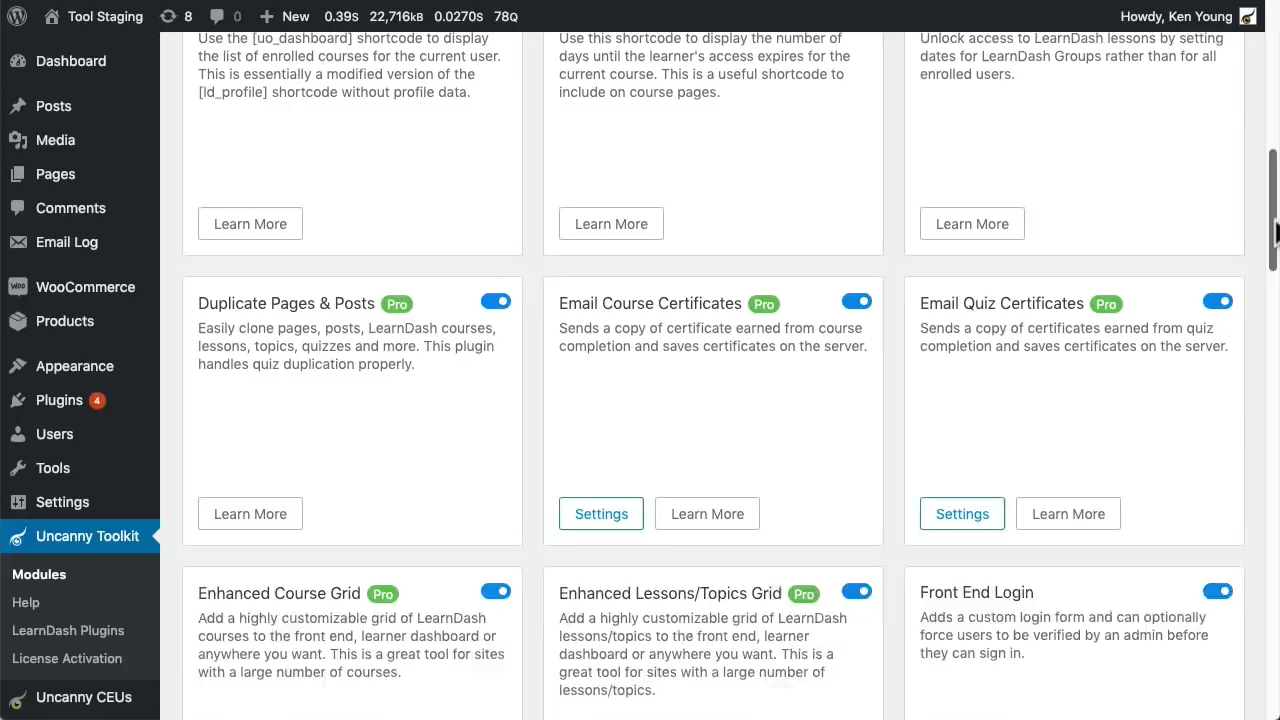 Tool Staging 8 0 New 0.39S 22,716KB 0.0270S 78Q Howdy, Ken Young
Dashboard
Posts
Media
Pages
Comments
Email Log
WooCommerce
Products
Appearance
Plugins 4
Users
Tools
Settings
Uncanny Toolkit
Modules
Help
LearnDash Plugins
License Activation
Uncanny CEUs
Use the [uo_dashboard] shortcode to display
the list of enrolled courses for the current user.
This is essentially a modified version of the
[ld_profile] shortcode without profile data.
Learn More
Use this shortcode to display the number of
days until the learner's access expires for the
current course. This is a useful shortcode to
include on course pages.
Learn More
Unlock access to LearnDash lessons by setting
dates for LearnDash Groups rather than for all
enrolled users.
Learn More
Duplicate Pages & Posts Pro
Easily clone pages, posts, LearnDash courses,
lessons, topics, quizzes and more. This plugin
handles quiz duplication properly.
Learn More
Email Course Certificates Pro
Sends a copy of certificate earned from course
completion and saves certificates on the server.
Settings Learn More
Email Quiz Certificates Pro
Sends a copy of certificates earned from quiz
completion and saves certificates on the server.
Settings Learn More
Enhanced Course Grid Pro
Add a highly customizable grid of LearnDash
courses to the front end, learner dashboard or
anywhere you want. This is a great tool for sites
with a large number of courses.
Enhanced Lessons/Topics Grid Pro
Add a highly customizable grid of LearnDash
lessons/topics to the front end, learner
dashboard or anywhere you want. This is a
great tool for sites with a large number of
lessons/topics.
Front End Login
Adds a custom login form and can optionally
force users to be verified by an admin before
they can sign in.